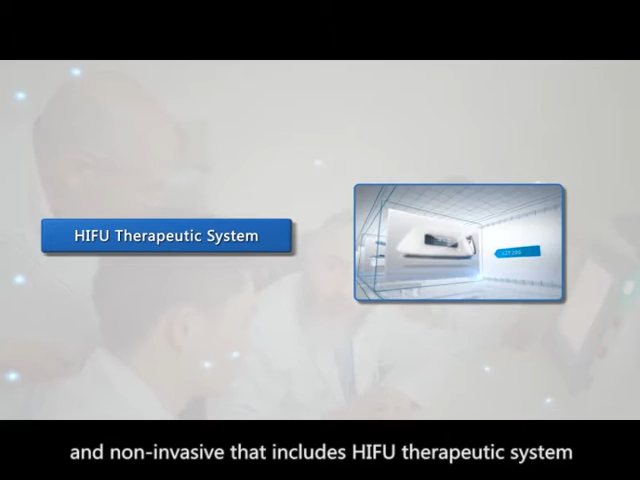 HIFU Therapeutic System
and non-invasive that includes HIFU therapeutic system